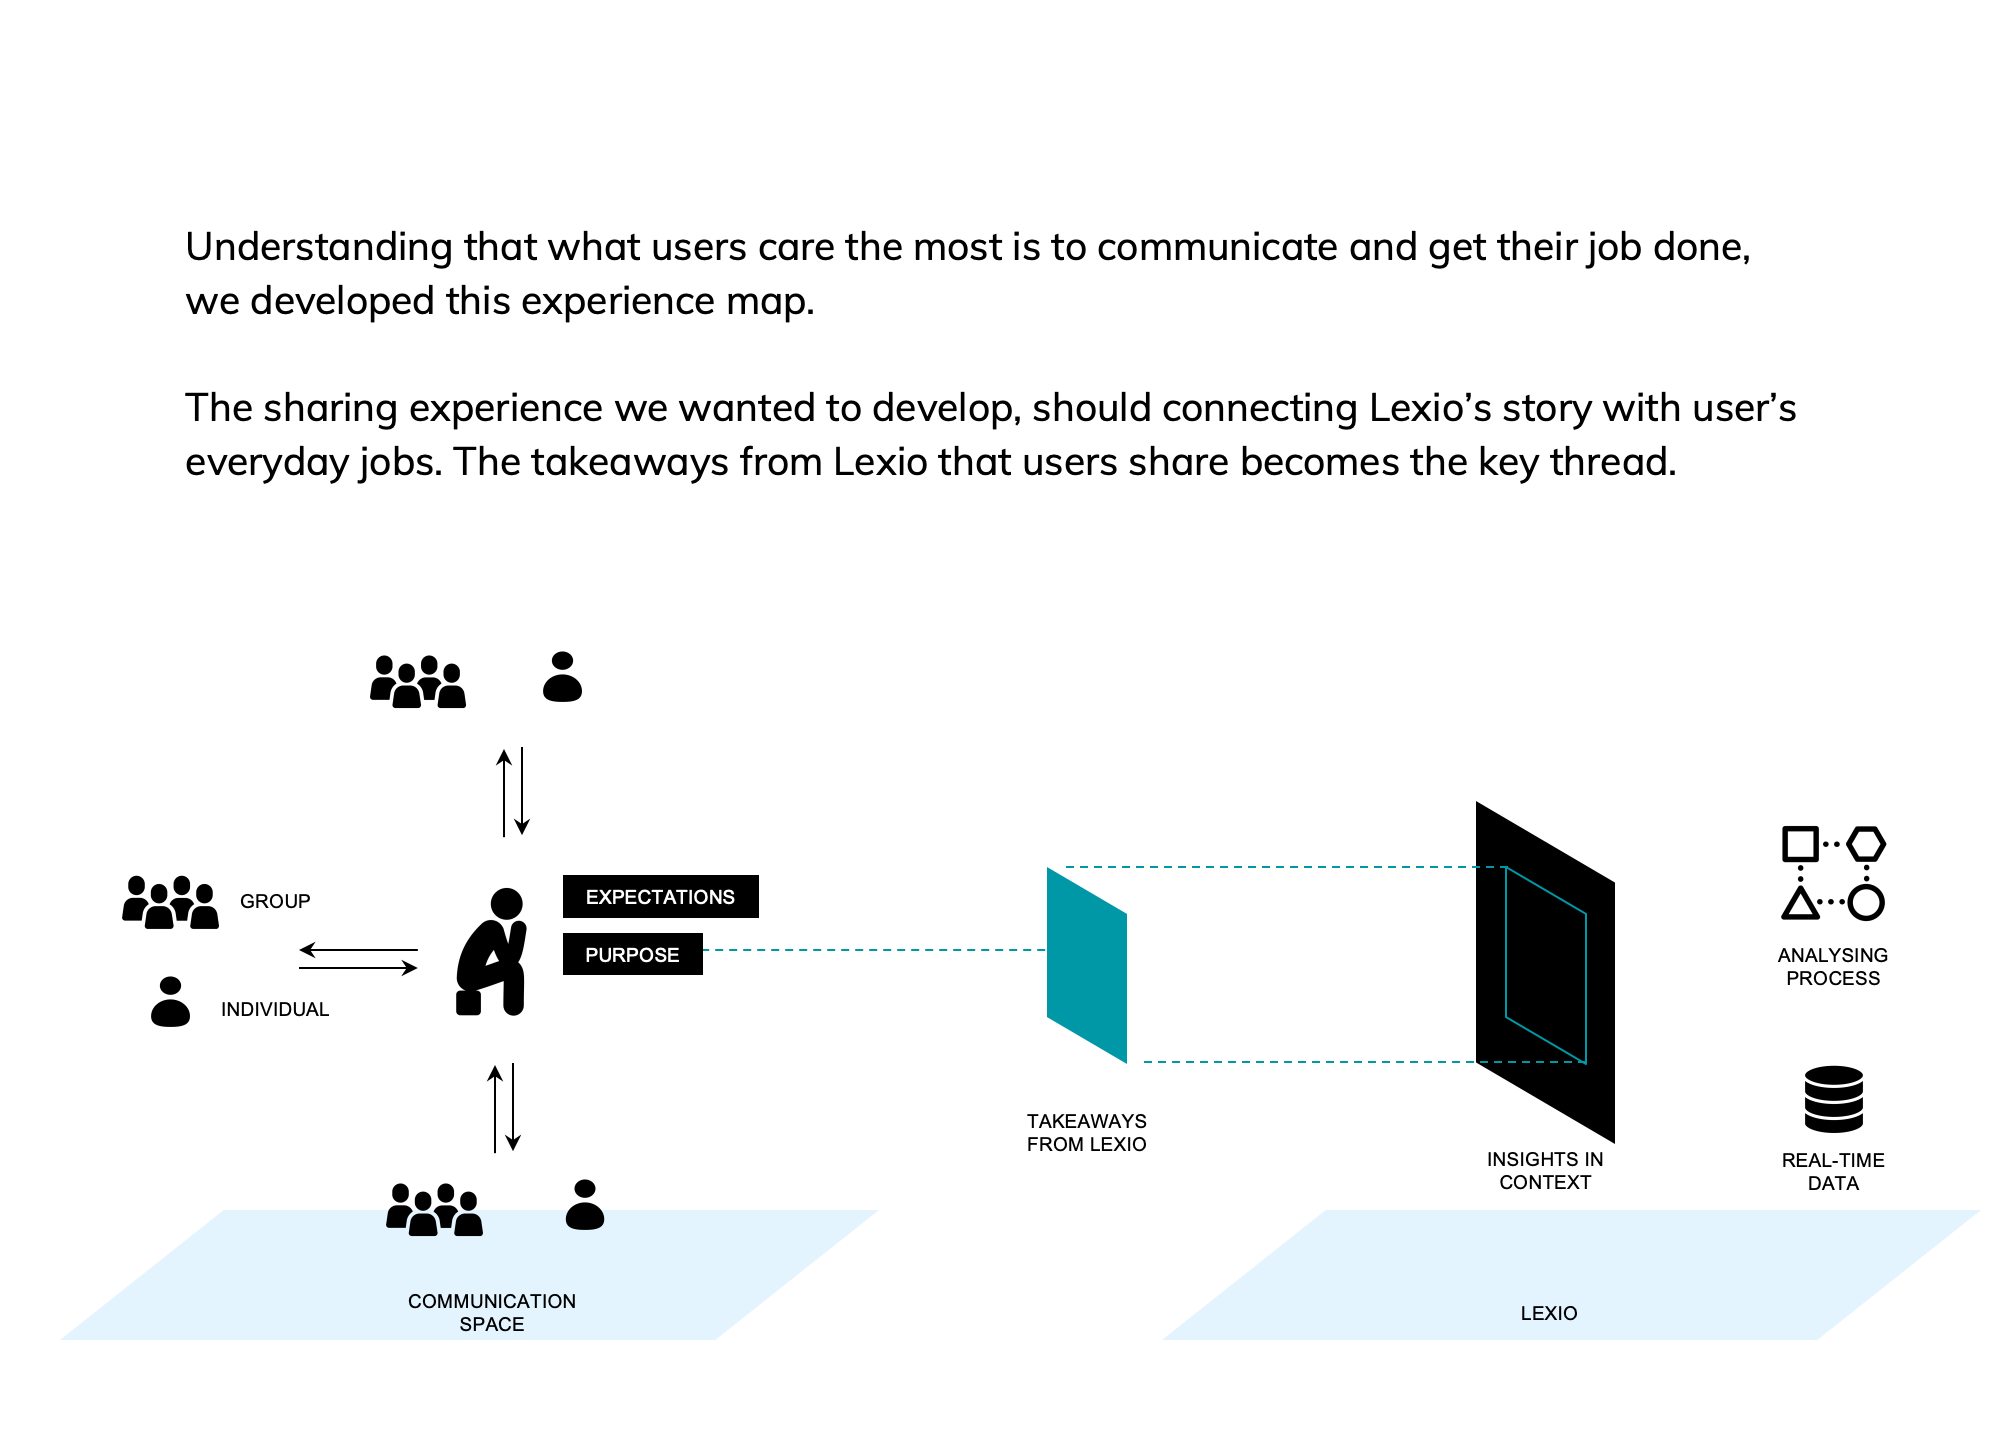 Understanding that what users care the most is to communicate and get their job done,
we developed this experience map.
The sharing experience we wanted to develop, should connecting Lexio’s story with user’s
everyday jobs. The takeaways from Lexio that users share becomes the key thread.
GROUP
INDIVIDUAL
EXPECTATIONS
PURPOSE
TAKEAWAYS
FROM LEXIO
INSIGHTS IN
CONTEXT
ANALYSING
PROCESS
REAL-TIME
DATA
COMMUNICATION
SPACE
LEXIO